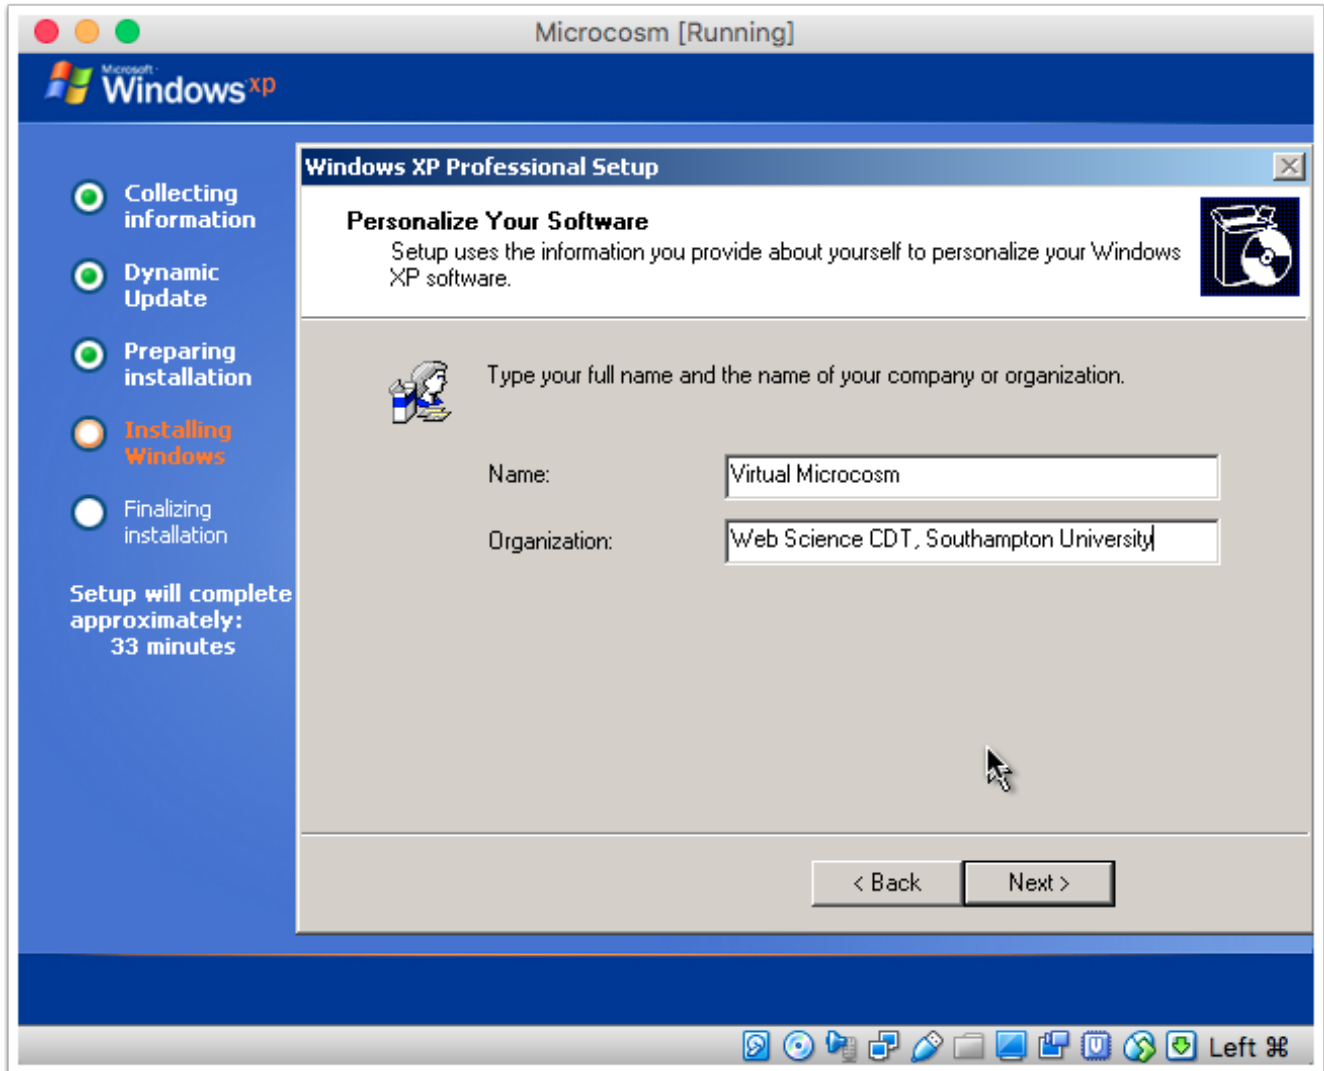 Microcosm [Running]
Microsoft
Windows xp
Collecting
information
Dynamic
Update
Preparing
installation
Installing
Windows
Finalizing
installation
Setup will complete
approximately:
33 minutes
Windows XP Professional Setup
Personalize Your Software
Setup uses the information you provide about yourself to personalize your Windows
XP software.
Type your full name and the name of your company or organization.
Name:
Virtual Microcosm
Organization:
Web Science CDT, Southampton University
< Back
Next >
Left ⌘